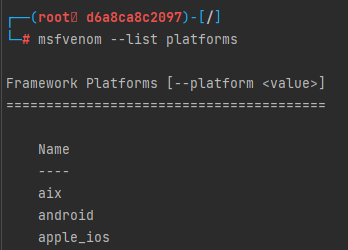 ┌──(root㉿ d6a8ca8c2097)-[/]
└─# msfvenom --list platforms
Framework Platforms [--platform <value>]
========================================
Name
----
aix
android
apple_ios